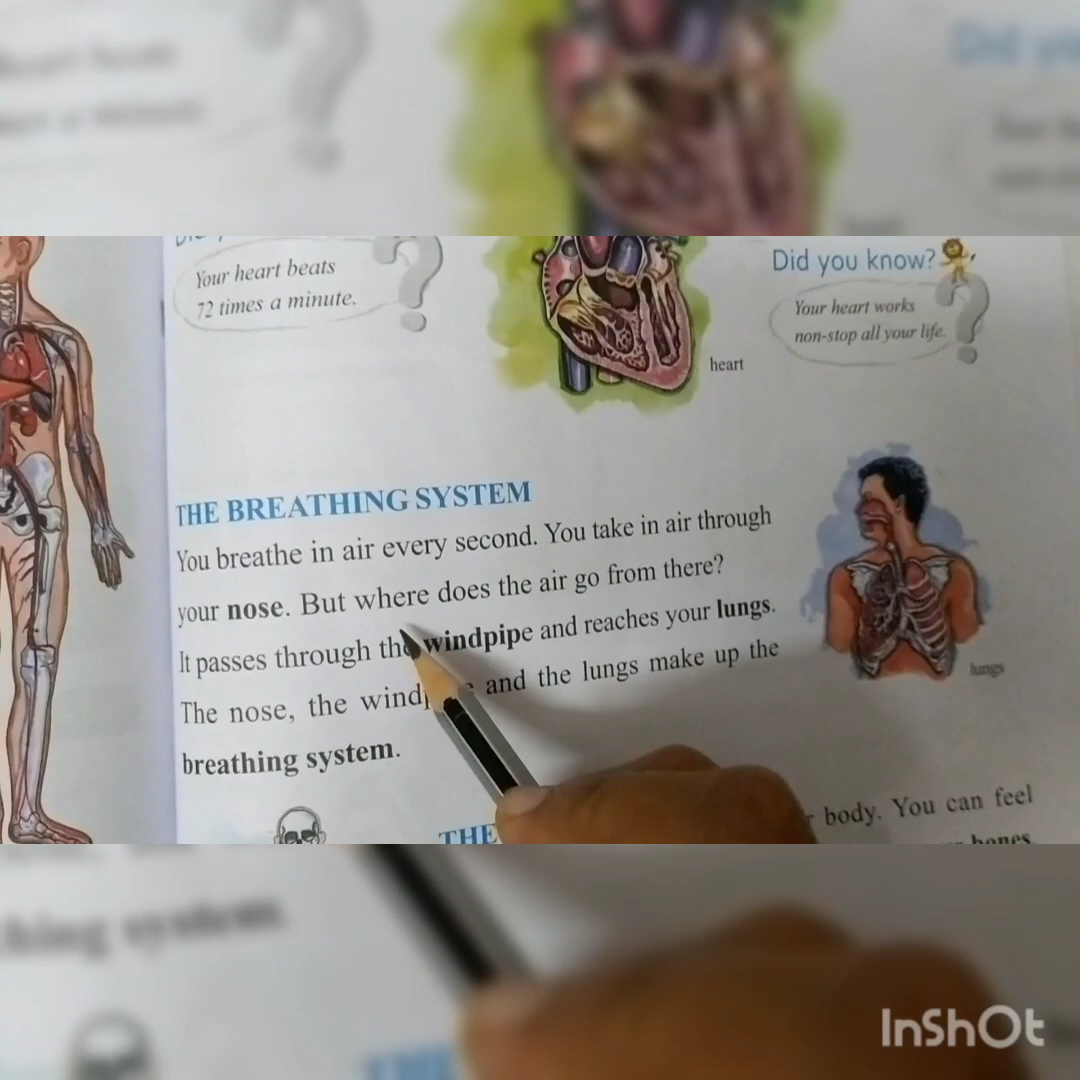 Your heart beats
72 times a minute.
heart
Did you know?
Your heart works
non-stop all your life.
THE BREATHING SYSTEM
You breathe in air every second. You take in air through
your nose. But where does the air go from there?
It passes through the windpipe and reaches your lungs.
The nose, the and the lungs make up the
breathing system.
lungs
THE
body. You can feel
bones
InShOt